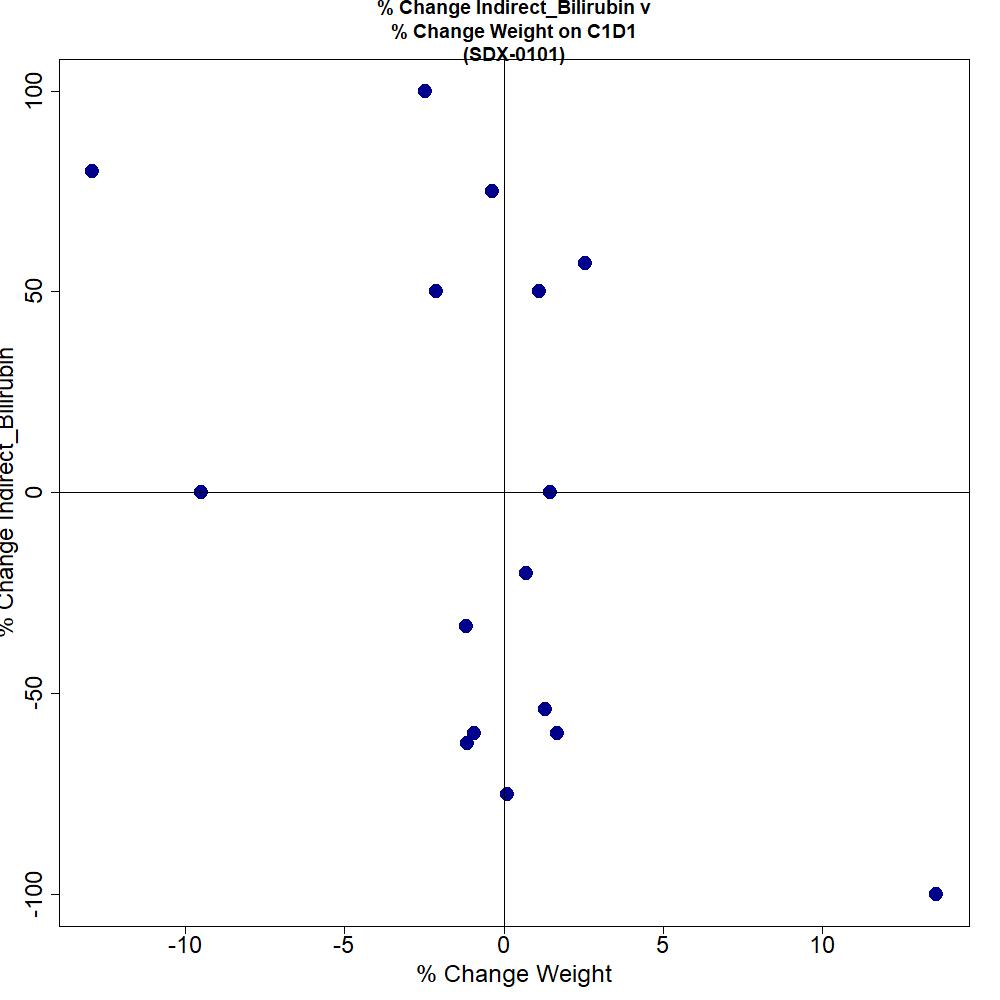 % Change Indirect_Bilirubin v
% Change Weight on C1D1
(SDX-0101)
100
50
0
-50
-100
% Change Indirect_Bilirubin
-10
-5
0
5
10
% Change Weight